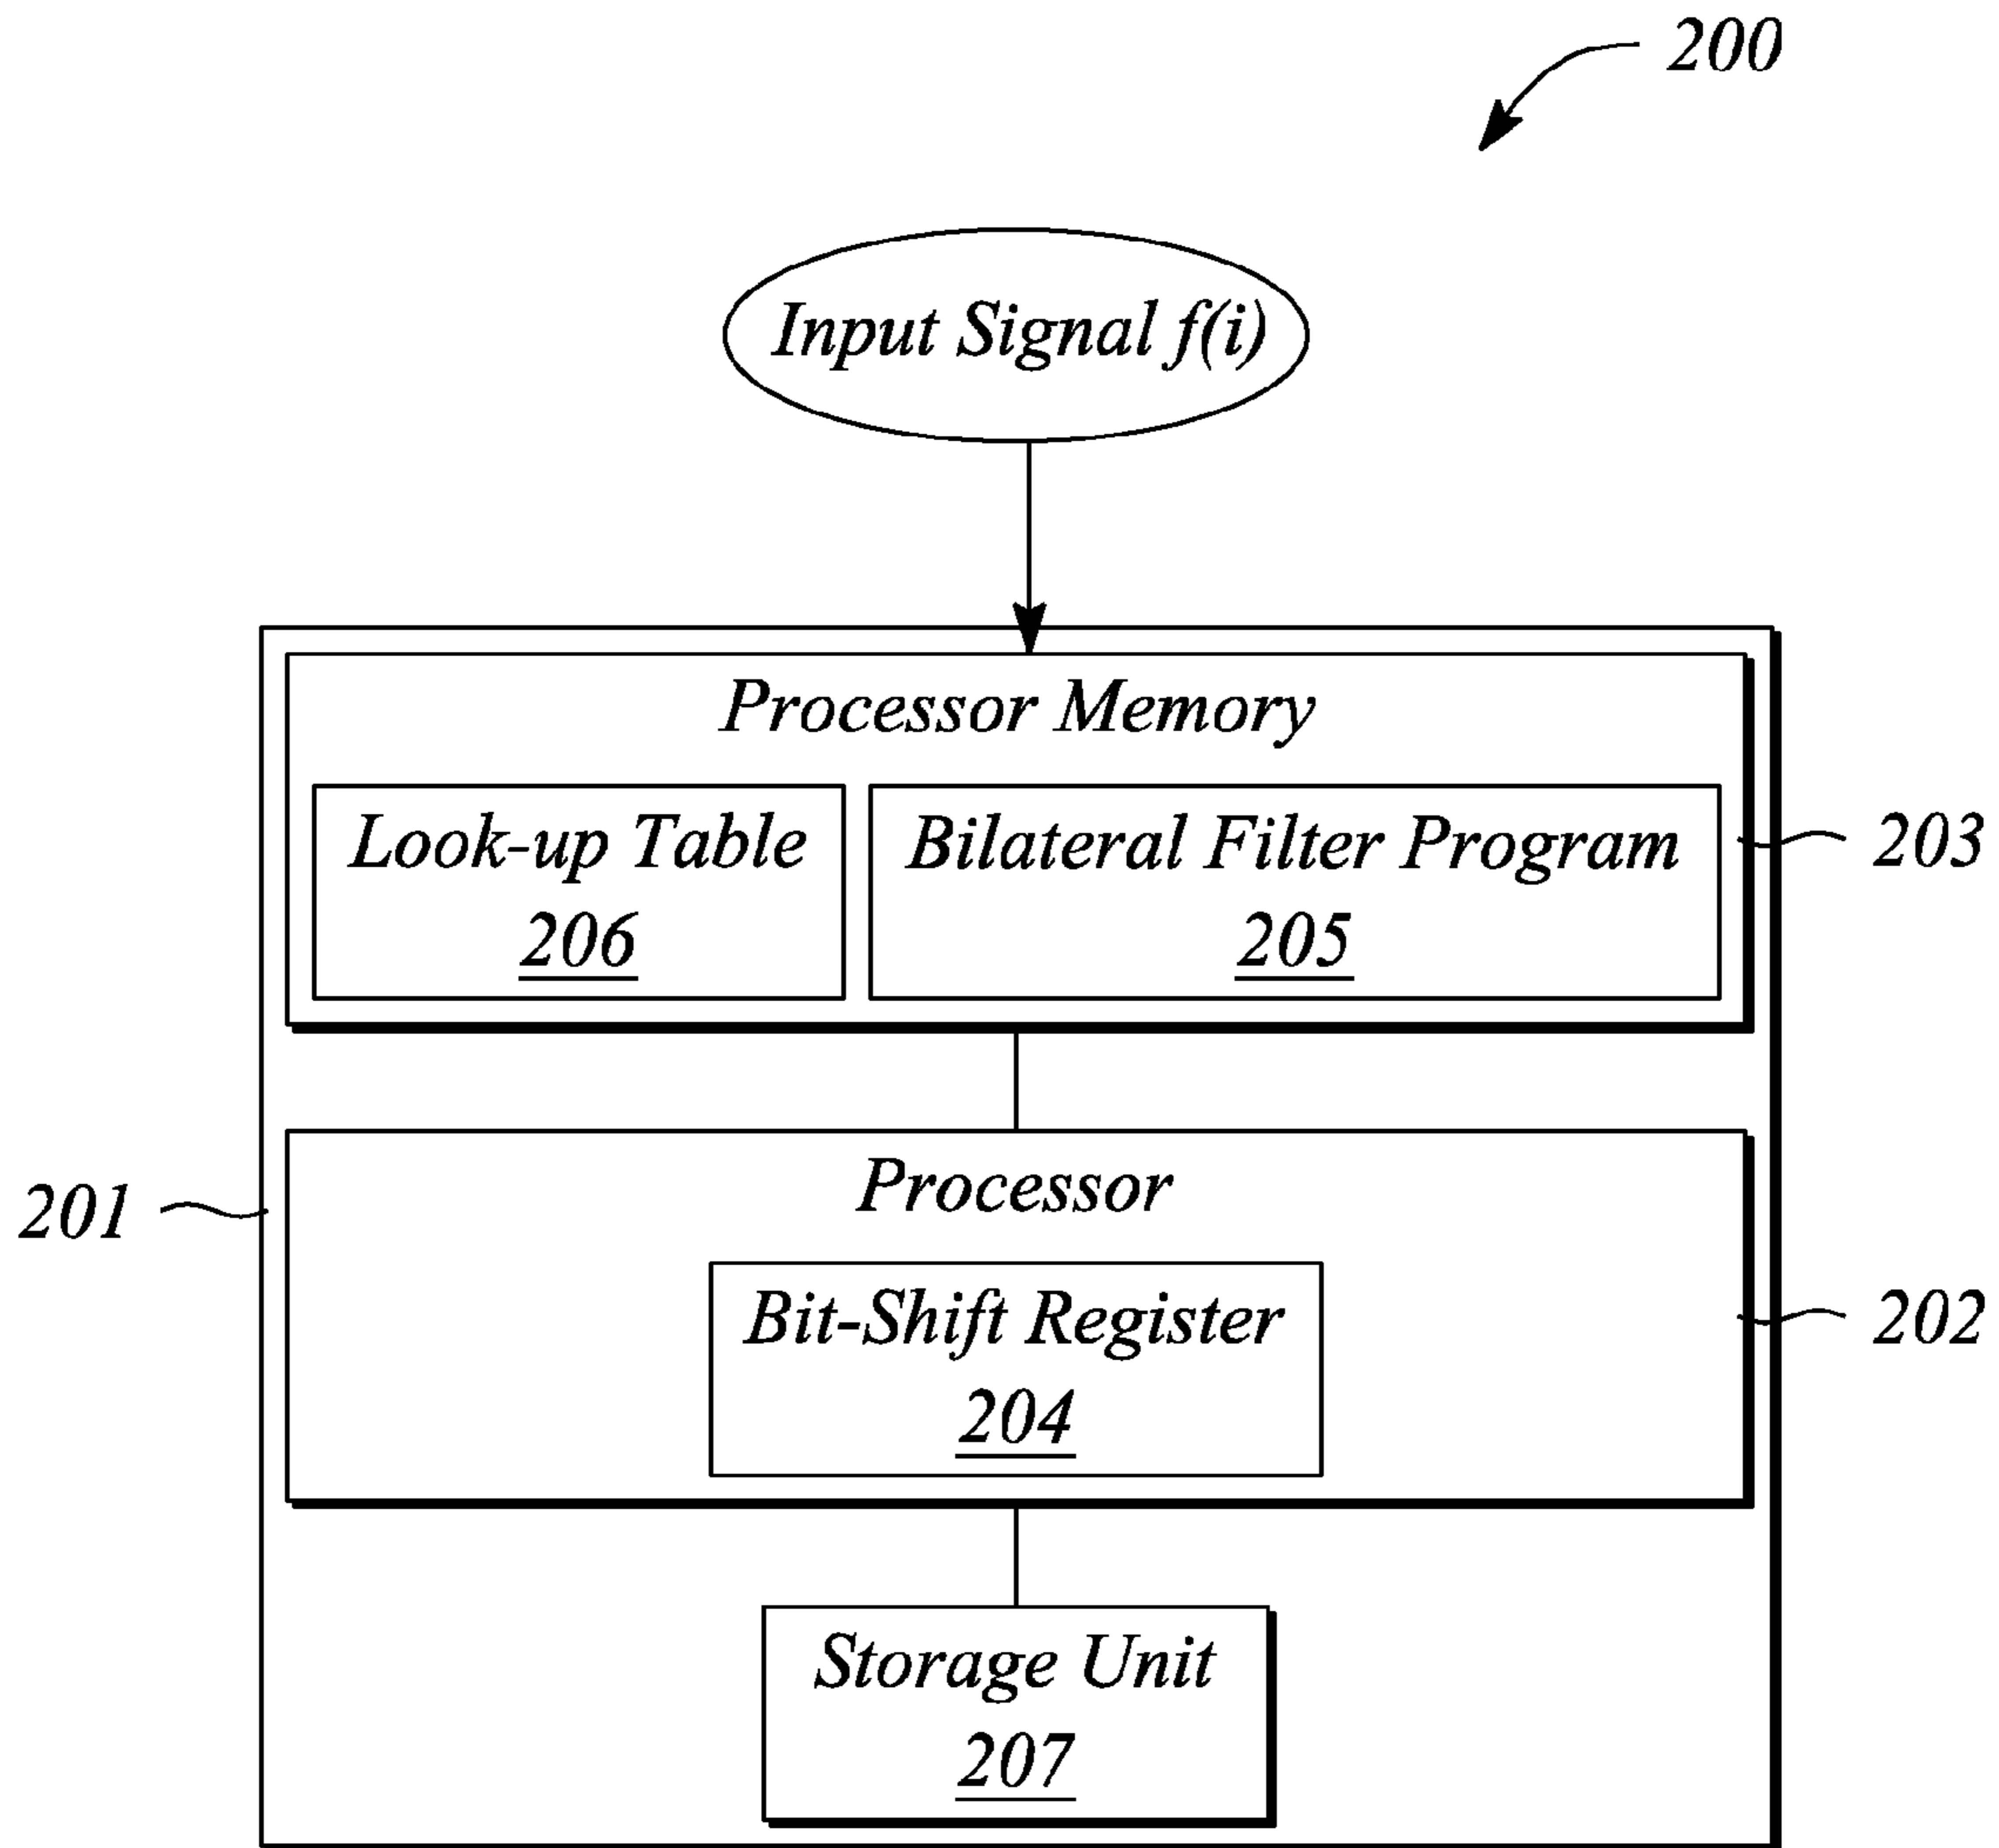 200
Input Signal f(i)
Processor Memory
Look-up Table
206
Bilateral Filter Program
205
203
Processor
201
Bit-Shift Register
204
202
Storage Unit
207